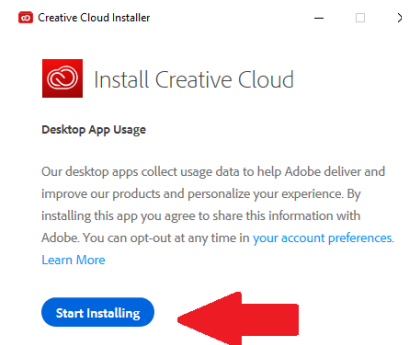 Creative Cloud Installer
Install Creative Cloud
Desktop App Usage
Our desktop apps collect usage data to help Adobe deliver and
improve our products and personalize your experience. By
installing this app you agree to share this information with
Adobe. You can opt-out at any time in your account preferences.
Learn More
Start Installing